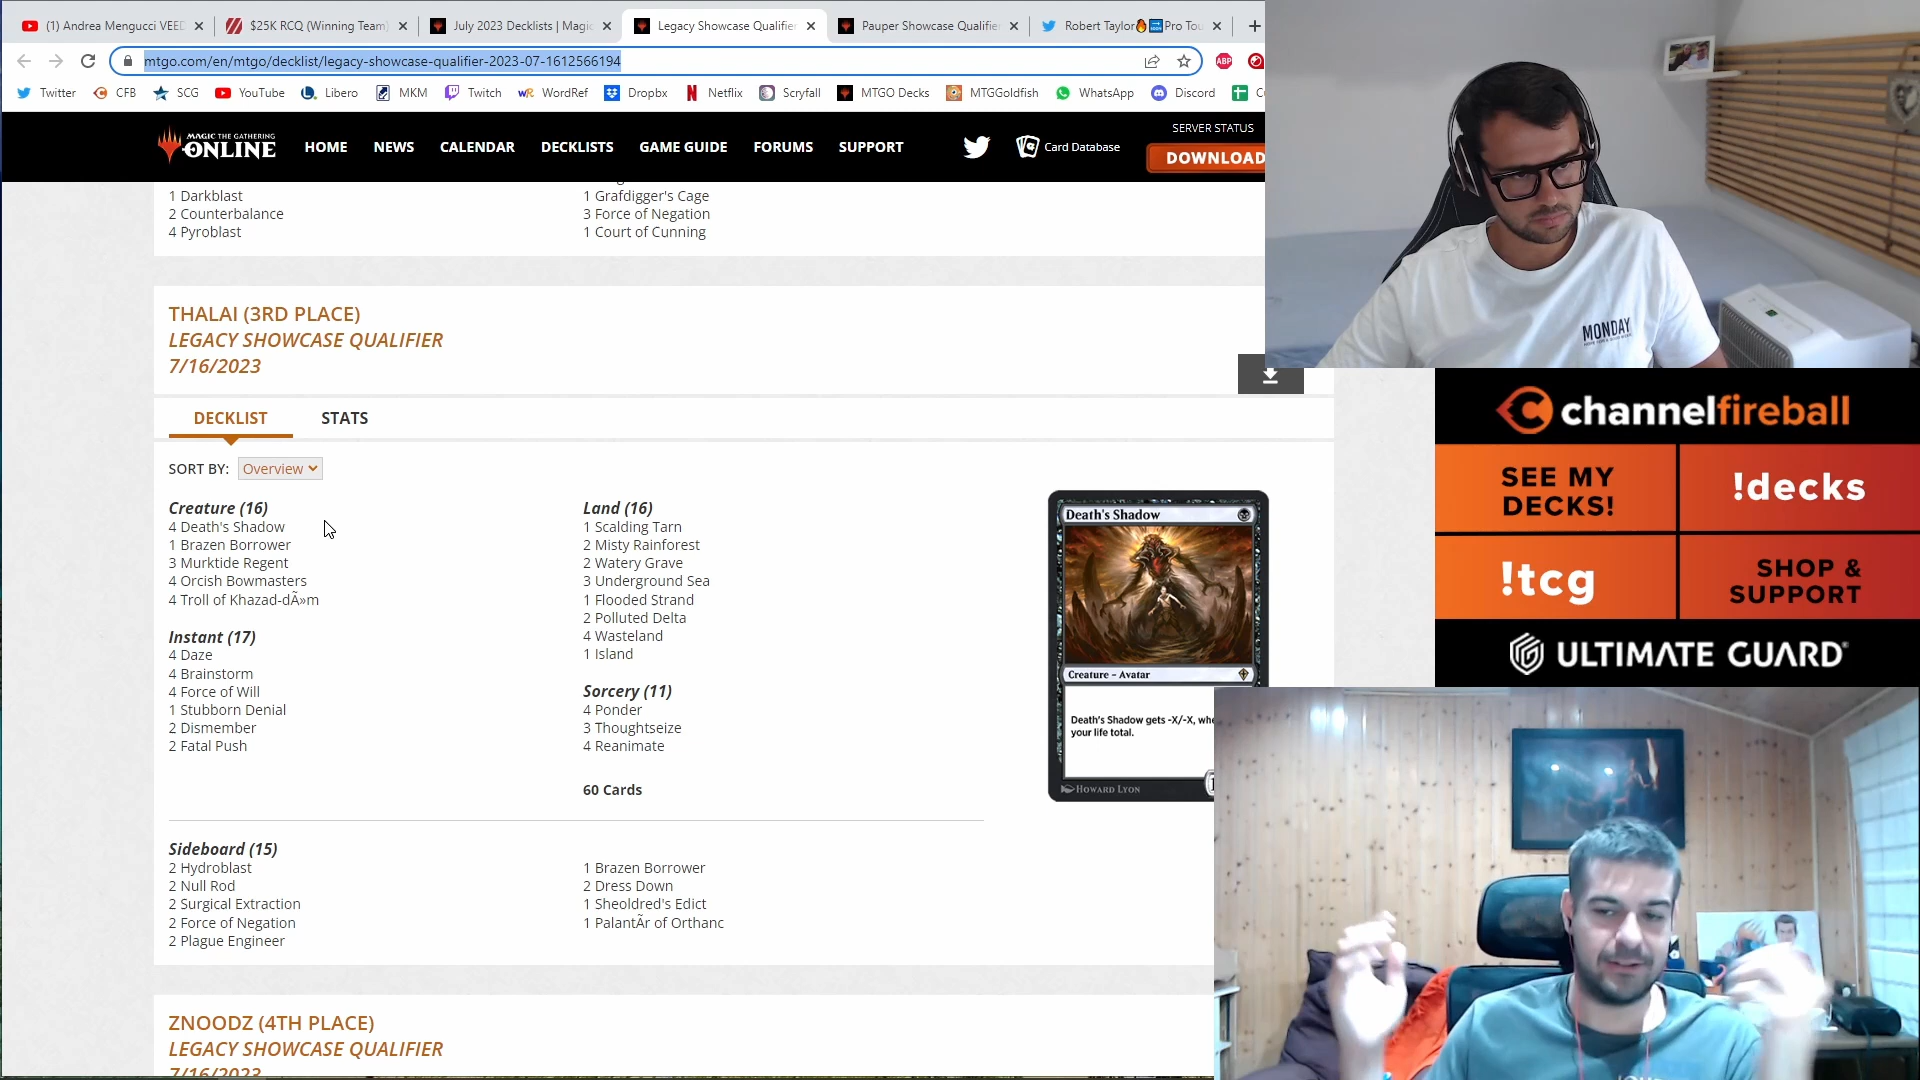 (1) Andrea Mengucci VEED
$25K RCQ (Winning Team)
July 2023 Decklists | Magic
Legacy Showcase Qualifier
Pauper Showcase Qualifier
Robert Taylor🔥 Pro Tou
mtgo.com/en/mtgo/decklist/legacy-showcase-qualifier-2023-07-1612566194
ABP
Twitter CFB SCG YouTube Libero MKM Twitch WordRef Dropbx Netflix Scryfall MTGO Decks MTGGoldfish WhatsApp Discord
MAGIC THE GATHERING
ONLINE
HOME NEWS CALENDAR DECKLISTS GAME GUIDE FORUMS SUPPORT
Card Database
SERVER STATUS
DOWNLOAD
1 Darkblast
2 Counterbalance
4 Pyroblast
1 Grafdigger's Cage
3 Force of Negation
1 Court of Cunning
THALAI (3RD PLACE)
LEGACY SHOWCASE QUALIFIER
7/16/2023
DECKLIST STATS
SORT BY: Overview
Creature (16)
4 Death's Shadow
1 Brazen Borrower
3 Murktide Regent
4 Orcish Bowmasters
4 Troll of Khazad-dÃ»m
Instant (17)
4 Daze
4 Brainstorm
4 Force of Will
1 Stubborn Denial
2 Dismember
2 Fatal Push
Land (16)
1 Scalding Tarn
2 Misty Rainforest
2 Watery Grave
3 Underground Sea
1 Flooded Strand
2 Polluted Delta
4 Wasteland
1 Island
Sorcery (11)
4 Ponder
3 Thoughtseize
4 Reanimate
60 Cards
Sideboard (15)
2 Hydroblast
2 Null Rod
2 Surgical Extraction
2 Force of Negation
2 Plague Engineer
1 Brazen Borrower
2 Dress Down
1 Sheoldred's Edict
1 PalantÃr of Orthanc
Death's Shadow
Creature – Avatar
Death's Shadow gets -X/-X, whe
your life total.
HOWARD LYON
ZNOODZ (4TH PLACE)
LEGACY SHOWCASE QUALIFIER
7/16/2023
MONDAY
channelfireball
SEE MY
DECKS!
!decks
!tcg
SHOP &
SUPPORT
ULTIMATE GUARD